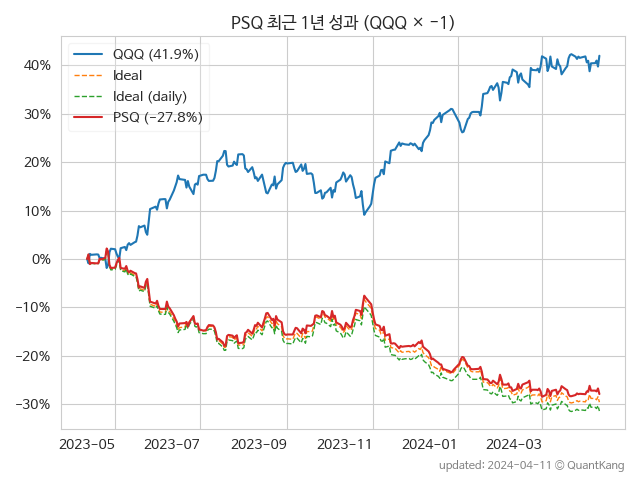 PSQ 최근 1년 성과 (QQQ × −1)
QQQ (41.9%)
Ideal
Ideal (daily)
PSQ (−27.8%)
40%
30%
20%
10%
0%
−10%
−20%
−30%
2023-05
2023-07
2023-09
2023-11
2024-01
2024-03
updated: 2024-04-11 © QuantKang